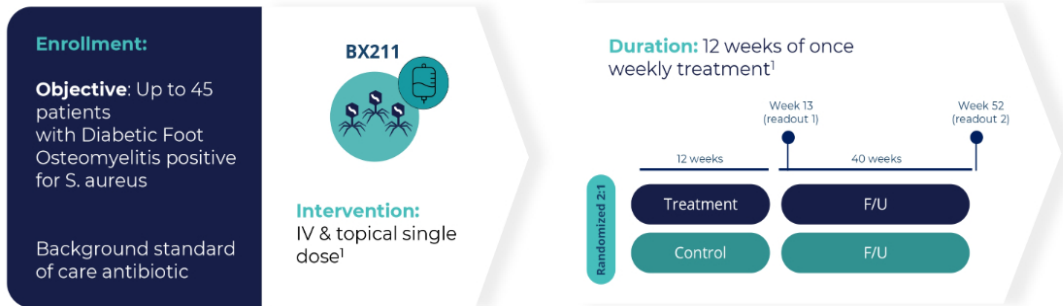 Enrollment:
Objective: Up to 45
patients
with Diabetic Foot
Osteomyelitis positive
for S. aureus
Background standard
of care antibiotic
BX211
Intervention:
IV & topical single
dose¹
Duration: 12 weeks of once
weekly treatment¹
Week 13
(readout 1)
Week 52
(readout 2)
12 weeks
40 weeks
Randomized 2:1
Treatment
F/U
Control
F/U